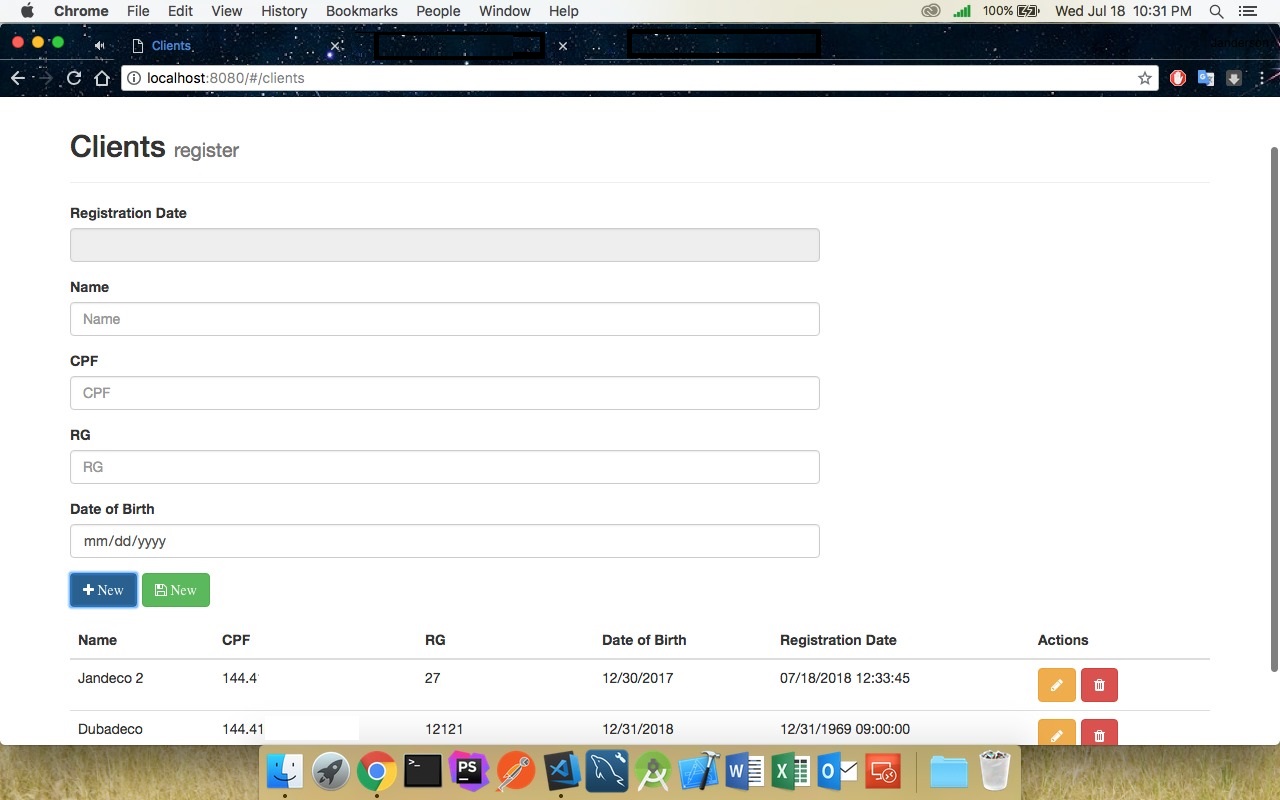 Chrome File Edit View History Bookmarks People Window Help 100% Wed Jul 18 10:31 PM
Clients
localhost:8080/#/clients
Clients register
Registration Date
Name
Name
CPF
CPF
RG
RG
Date of Birth
mm/dd/yyyy
New New
Name CPF RG Date of Birth Registration Date Actions
Jandeco 2 144.4 27 12/30/2017 07/18/2018 12:33:45
Dubadeco 144.41 12121 12/31/2018 12/31/1969 09:00:00
>_ PS W X O